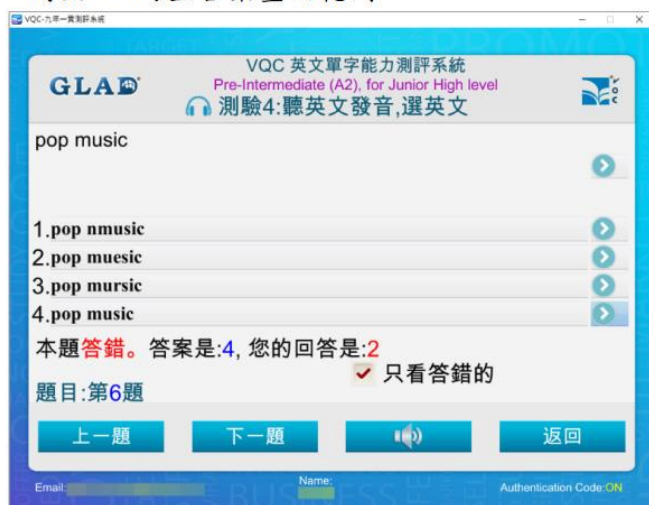 VQC-九年一貫測評系統
VQC 英文單字能力測評系統
GLAD
Pre-Intermediate (A2), for Junior High level
測驗4:聽英文發音,選英文
pop music
1.pop nmusic
2.pop muesic
3.pop mursic
4.pop music
本題答錯。答案是:4, 您的回答是:2
只看答錯的
題目:第6題
上一題
下一題
返回
Email:
Name:
Authentication Code:ON